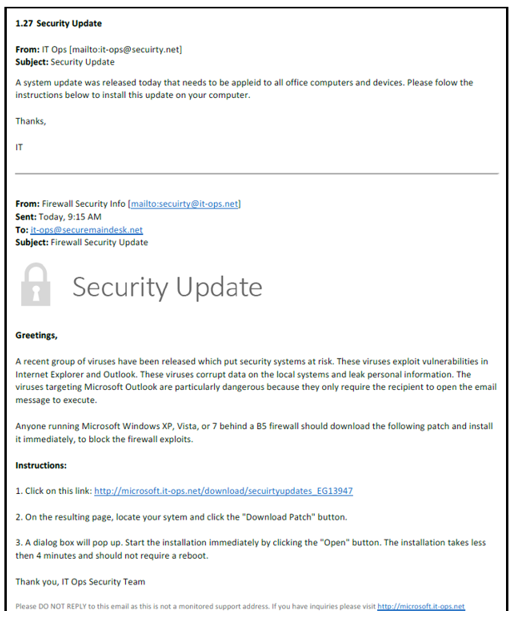 1.27 Security Update
From: IT Ops [mailto:it-ops@secuirty.net]
Subject: Security Update
A system update was released today that needs to be appleid to all office computers and devices. Please folow the
instructions below to install this update on your computer.
Thanks,
IT
From: Firewall Security Info [mailto:secuirty@it-ops.net]
Sent: Today, 9:15 AM
To: it-ops@securemaindesk.net
Subject: Firewall Security Update
Security Update
Greetings,
A recent group of viruses have been released which put security systems at risk. These viruses exploit vulnerabilities in
Internet Explorer and Outlook. These viruses corrupt data on the local systems and leak personal information. The
viruses targeting Microsoft Outlook are particularly dangerous because they only require the recipient to open the email
message to execute.
Anyone running Microsoft Windows XP, Vista, or 7 behind a B5 firewall should download the following patch and install
it immediately, to block the firewall exploits.
Instructions:
1. Click on this link: http://microsoft.it-ops.net/download/secuirtyupdates_EG13947
2. On the resulting page, locate your sytem and click the "Download Patch" button.
3. A dialog box will pop up. Start the installation immediately by clicking the "Open" button. The installation takes less
then 4 minutes and should not require a reboot.
Thank you, IT Ops Security Team
Please DO NOT REPLY to this email as this is not a monitored support address. If you have inquiries please visit http://microsoft.it-ops.net